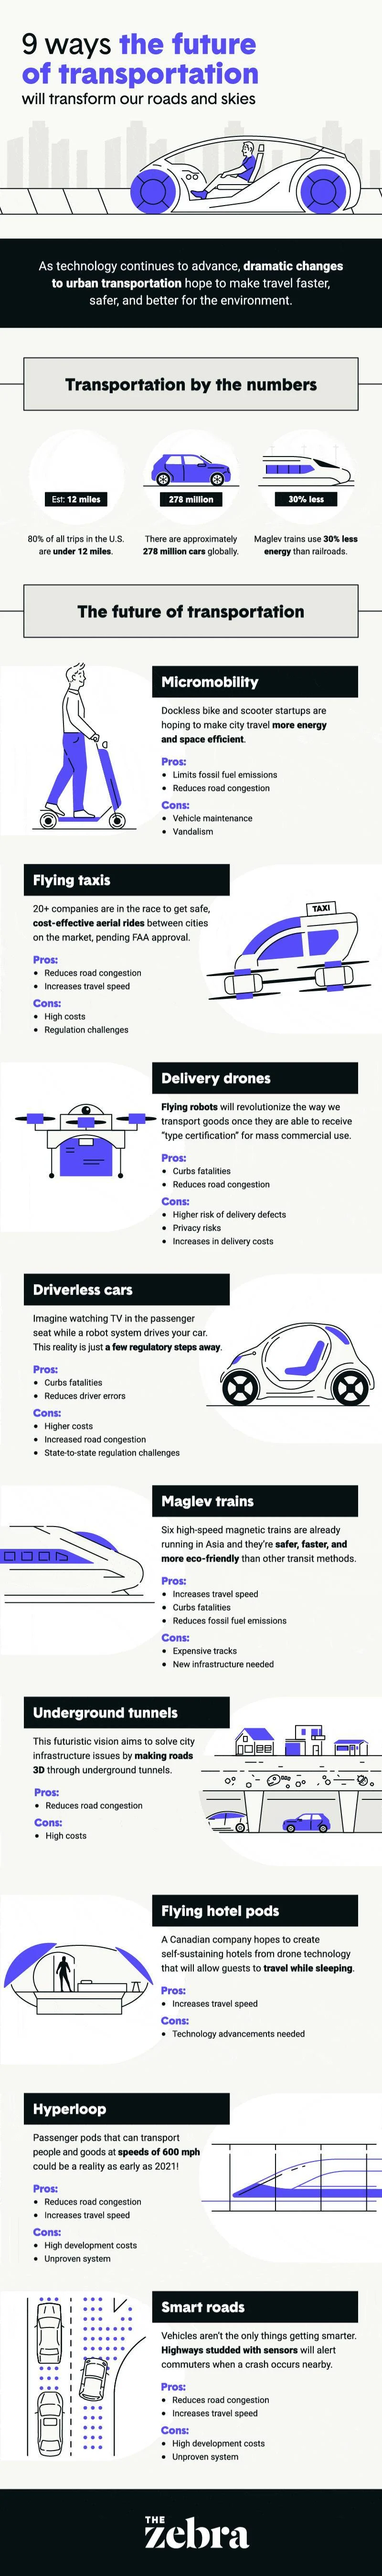 9 ways the future
of transportation
will transform our roads and skies
As technology continues to advance, dramatic changes
to urban transportation hope to make travel faster,
safer, and better for the environment.
Transportation by the numbers
Est: 12 miles
278 million
30% less
80% of all trips in the U.S.
are under 12 miles.
There are approximately
278 million cars globally.
Maglev trains use 30% less
energy than railroads.
The future of transportation
Micromobility
Dockless bike and scooter startups are
hoping to make city travel more energy
and space efficient.
Pros:
• Limits fossil fuel emissions
• Reduces road congestion
Cons:
• Vehicle maintenance
• Vandalism
Flying taxis
20+ companies are in the race to get safe,
cost-effective aerial rides between cities
on the market, pending FAA approval.
Pros:
• Reduces road congestion
• Increases travel speed
Cons:
• High costs
• Regulation challenges
TAXI
Delivery drones
Flying robots will revolutionize the way we
transport goods once they are able to receive
"type certification" for mass commercial use.
Pros:
• Curbs fatalities
• Reduces road congestion
Cons:
• Higher risk of delivery defects
• Privacy risks
• Increases in delivery costs
Driverless cars
Imagine watching TV in the passenger
seat while a robot system drives your car.
This reality is just a few regulatory steps away.
Pros:
• Curbs fatalities
• Reduces driver errors
Cons:
• Higher costs
• Increased road congestion
• State-to-state regulation challenges
Maglev trains
Six high-speed magnetic trains are already
running in Asia and they're safer, faster, and
more eco-friendly than other transit methods.
Pros:
• Increases travel speed
• Curbs fatalities
• Reduces fossil fuel emissions
Cons:
• Expensive tracks
• New infrastructure needed
Underground tunnels
This futuristic vision aims to solve city
infrastructure issues by making roads
3D through underground tunnels.
Pros:
• Reduces road congestion
Cons:
• High costs
Flying hotel pods
A Canadian company hopes to create
self-sustaining hotels from drone technology
that will allow guests to travel while sleeping.
Pros:
• Increases travel speed
Cons:
• Technology advancements needed
Hyperloop
Passenger pods that can transport
people and goods at speeds of 600 mph
could be a reality as early as 2021!
Pros:
• Reduces road congestion
• Increases travel speed
Cons:
• High development costs
• Unproven system
Smart roads
Vehicles aren't the only things getting smarter.
Highways studded with sensors will alert
commuters when a crash occurs nearby.
Pros:
• Reduces road congestion
• Increases travel speed
Cons:
• High development costs
• Unproven system
THE
zebra